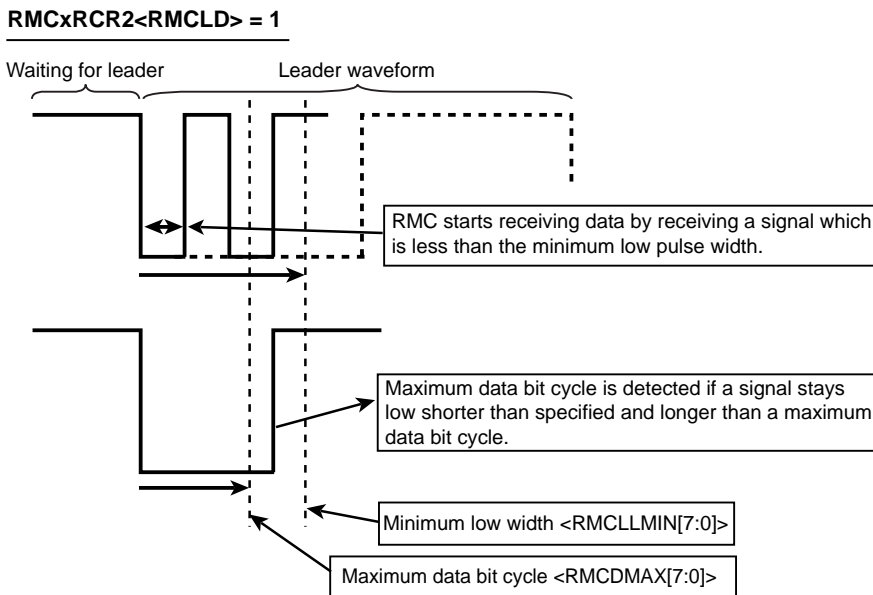 RMCxRCR2<RMCLD> = 1
Waiting for leader
Leader waveform
RMC starts receiving data by receiving a signal which
is less than the minimum low pulse width.
Maximum data bit cycle is detected if a signal stays
low shorter than specified and longer than a maximum
data bit cycle.
Minimum low width <RMCLLMIN[7:0]>
Maximum data bit cycle <RMCDMAX[7:0]>